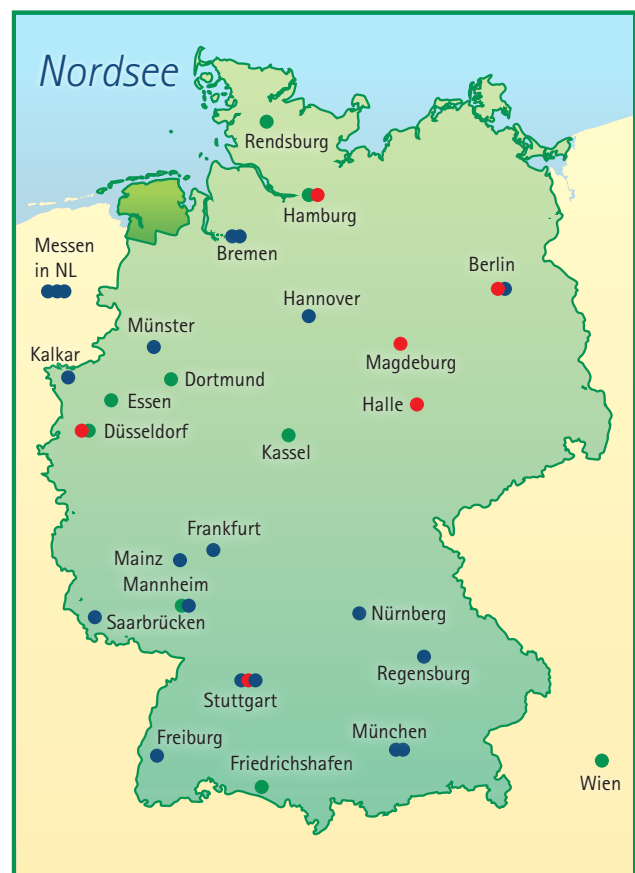 Nordsee
Rendsburg
Hamburg
Messen
in NL
Bremen
Berlin
Hannover
Münster
Kalkar
Magdeburg
Dortmund
Essen
Halle
Düsseldorf
Kassel
Frankfurt
Mainz
Mannheim
Nürnberg
Saarbrücken
Regensburg
Stuttgart
München
Freiburg
Friedrichshafen
Wien